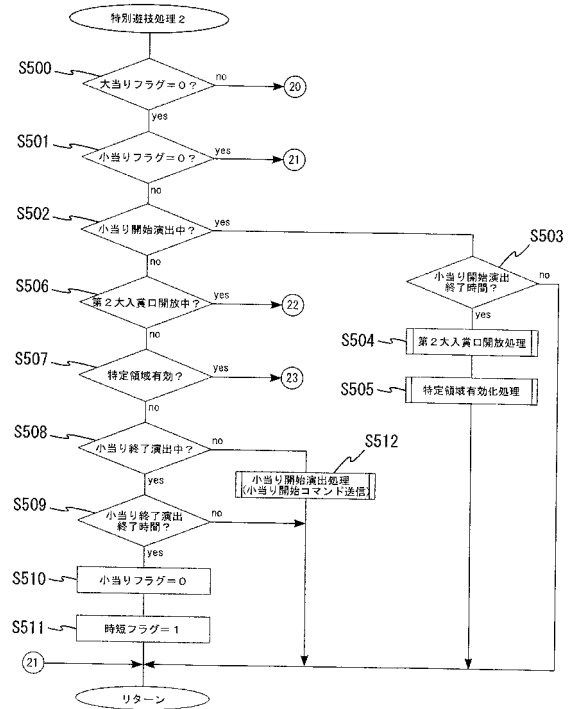 特別遊技処理2
S500
大当りフラグ=0?
no
20
yes
S501
小当りフラグ=0?
yes
21
no
S502
小当り開始演出中?
yes
no
S503
小当り開始演出
終了時間?
no
yes
S504
第2大入賞口開放処理
S505
特定領域有効化処理
S506
第2大入賞口開放中?
yes
22
no
S507
特定領域有効?
yes
23
no
S508
小当り終了演出中?
no
yes
S512
小当り開始演出処理
(小当り開始コマンド送信)
S509
小当り終了演出
終了時間?
no
yes
S510
小当りフラグ=0
S511
時短フラグ=1
21
リターン